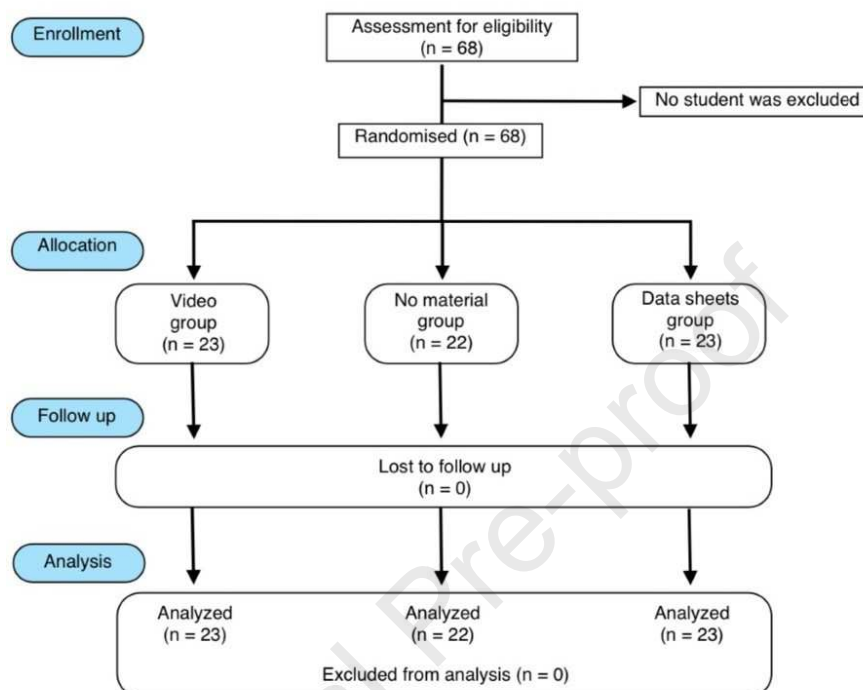 Enrollment
Assessment for eligibility
(n = 68)
No student was excluded
Randomised (n = 68)
Allocation
Video
group
(n = 23)
No material
group
(n = 22)
Data sheets
group
(n = 23)
Follow up
Lost to follow up
(n = 0)
Analysis
Analyzed
(n = 23)
Analyzed
(n = 22)
Analyzed
(n = 23)
Excluded from analysis (n = 0)
Pre-proof